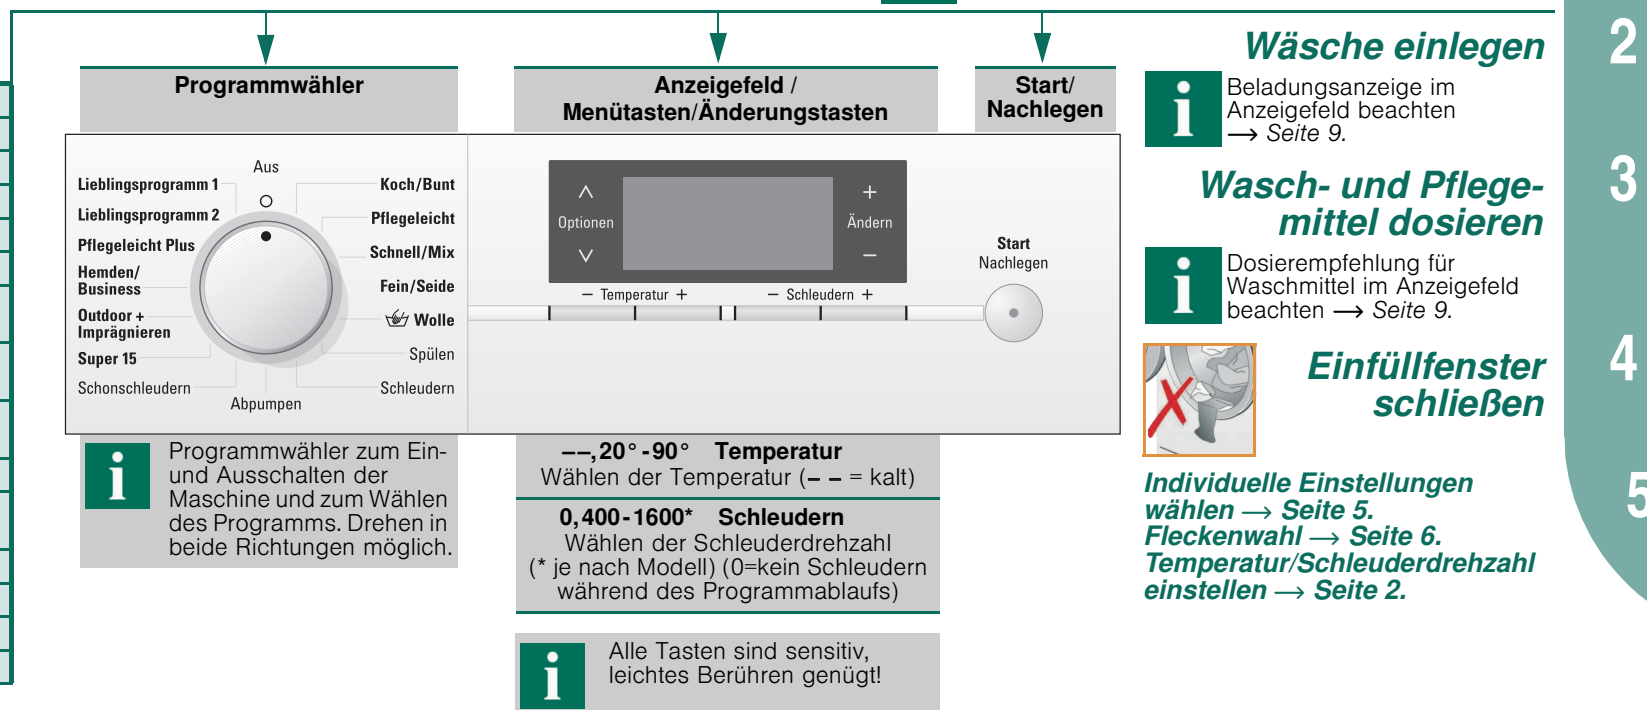 Programmwähler
Anzeigefeld /
Menütasten/Änderungstasten
Start/
Nachlegen
Aus
Lieblingsprogramm 1
Lieblingsprogramm 2
Pflegeleicht Plus
Hemden/
Business
Outdoor +
Imprägnieren
Super 15
Schonschleudern
Abpumpen
Koch/Bunt
Pflegeleicht
Schnell/Mix
Fein/Seide
Wolle
Spülen
Schleudern
Optionen
+
Ändern
–
– Temperatur +
– Schleudern +
Start
Nachlegen
i
Programmwähler zum Ein-
und Ausschalten der
Maschine und zum Wählen
des Programms. Drehen in
beide Richtungen möglich.
––, 20° - 90° Temperatur
Wählen der Temperatur (– – = kalt)
0, 400 - 1600* Schleudern
Wählen der Schleuderdrehzahl
(* je nach Modell) (0=kein Schleudern
während des Programmablaufs)
i
Alle Tasten sind sensitiv,
leichtes Berühren genügt!
Wäsche einlegen
i
Beladungsanzeige im
Anzeigefeld beachten
→ Seite 9.
Wasch- und Pflege-
mittel dosieren
i
Dosierempfehlung für
Waschmittel im Anzeigefeld
beachten → Seite 9.
Einfüllfenster
schließen
Individuelle Einstellungen
wählen → Seite 5.
Fleckenwahl → Seite 6.
Temperatur/Schleuderdrehzahl
einstellen → Seite 2.
2
3
4
5